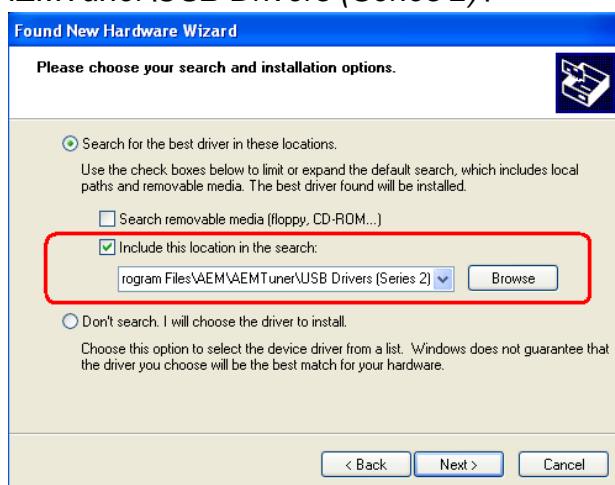 (Series 2).
Found New Hardware Wizard
Please choose your search and installation options.
Search for the best driver in these locations.
Use the check boxes below to limit or expand the default search, which includes local
paths and removable media. The best driver found will be installed.
Search removable media (floppy, CD-ROM...)
Include this location in the search:
rogram Files\AEM\AEMTuner\USB Drivers (Series 2)
Browse
Don't search. I will choose the driver to install.
Choose this option to select the device driver from a list. Windows does not guarantee that
the driver you choose will be the best match for your hardware.
< Back
Next >
Cancel